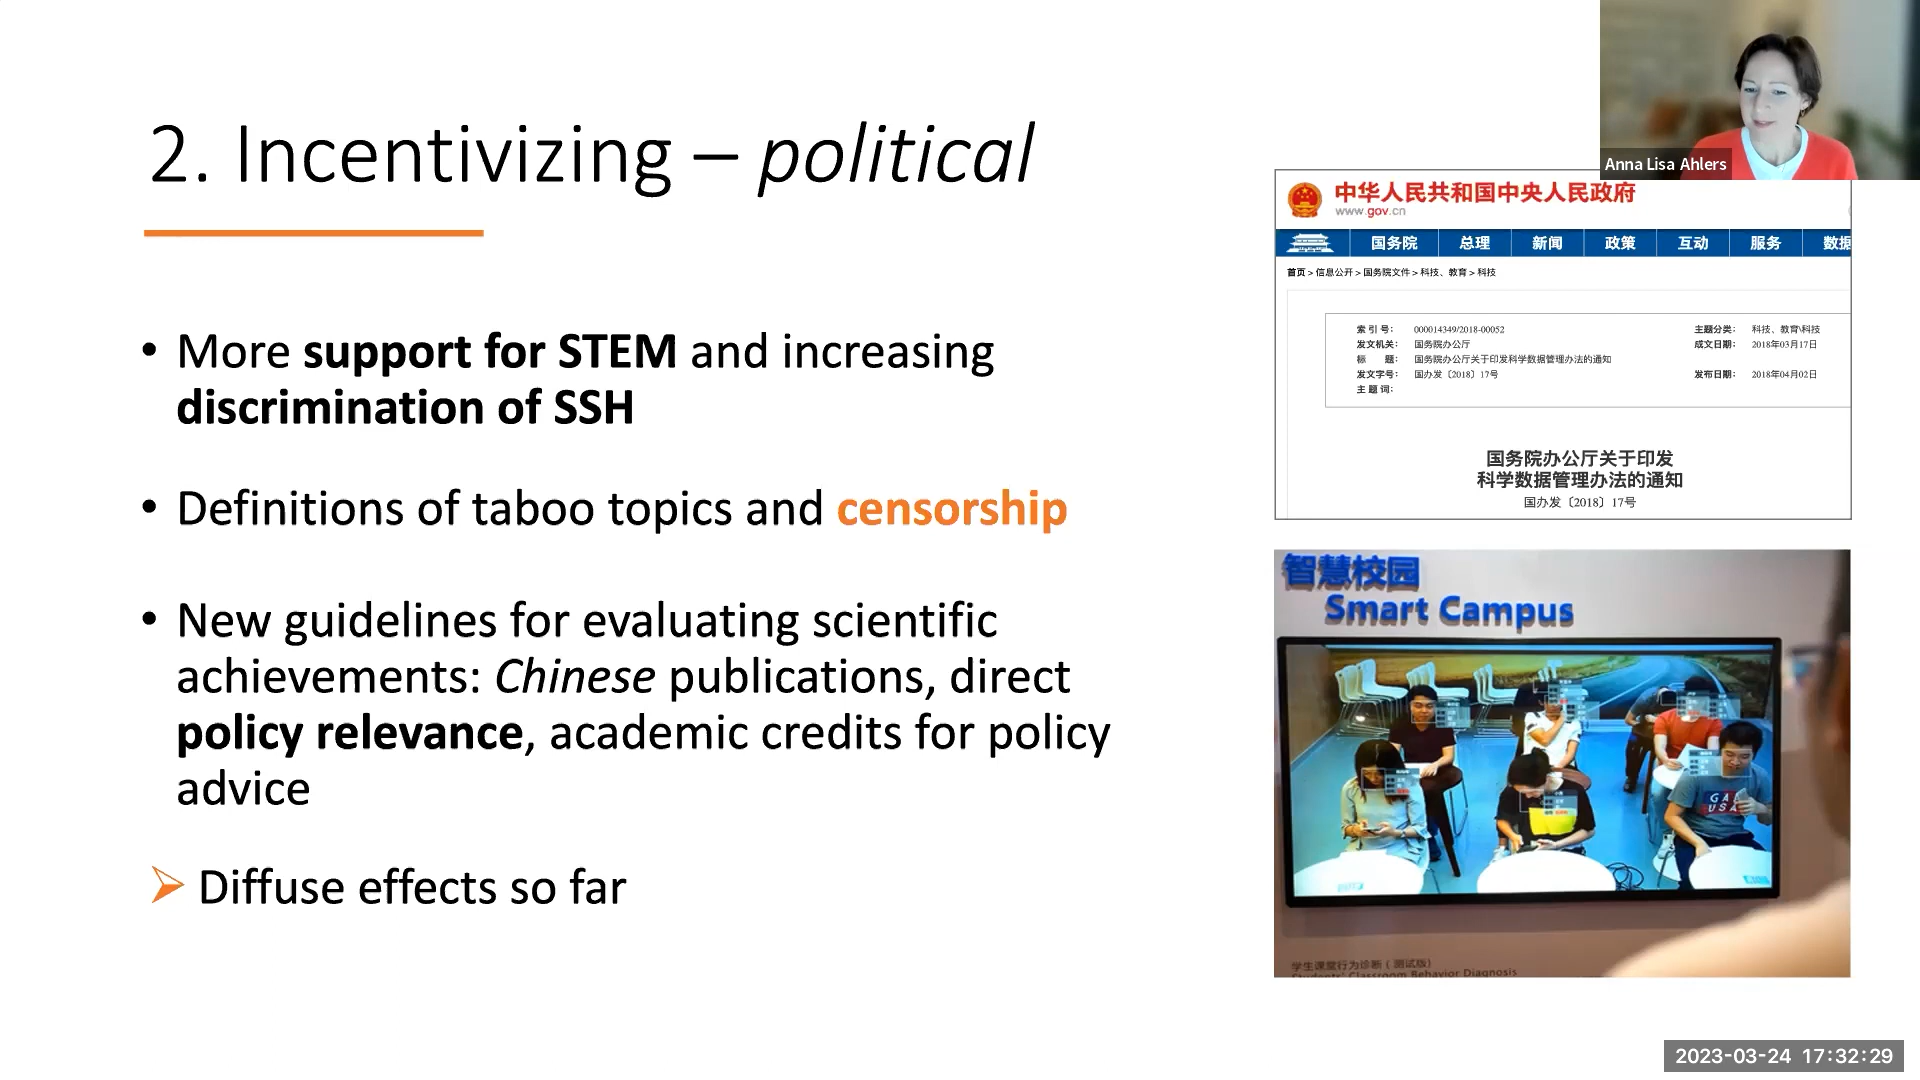 2. Incentivizing – political
• More support for STEM and increasing
discrimination of SSH
• Definitions of taboo topics and censorship
• New guidelines for evaluating scientific
achievements: Chinese publications, direct
policy relevance, academic credits for policy
advice
Diffuse effects so far
Anna Lisa Ahlers
中华人民共和国中央人民政府
www.gov.cn
国务院 总理 新闻 政策 互动 服务 数据
首页 > 信息公开 > 国务院文件 > 科技、教育 > 科技
索 引 号： 000014349/2018-00052 主题分类： 科技、教育\科技
发文机关： 国务院办公厅 成文日期： 2018年03月17日
标 题： 国务院办公厅关于印发科学数据管理办法的通知
发文字号： 国办发〔2018〕17号 发布日期： 2018年04月02日
主 题 词：
国务院办公厅关于印发
科学数据管理办法的通知
国办发〔2018〕17号
智慧校园
Smart Campus
学生课堂行为诊断 ( 测试版)
Students' Classroom Behavior Diagnosis
2023-03-24 17:32:29